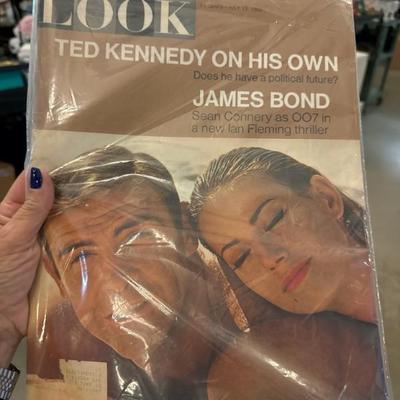 LOOK
TED KENNEDY ON HIS OWN
Does he have a political future?
JAMES BOND
Sean Connery as OO7 in
a new Ian Fleming thriller